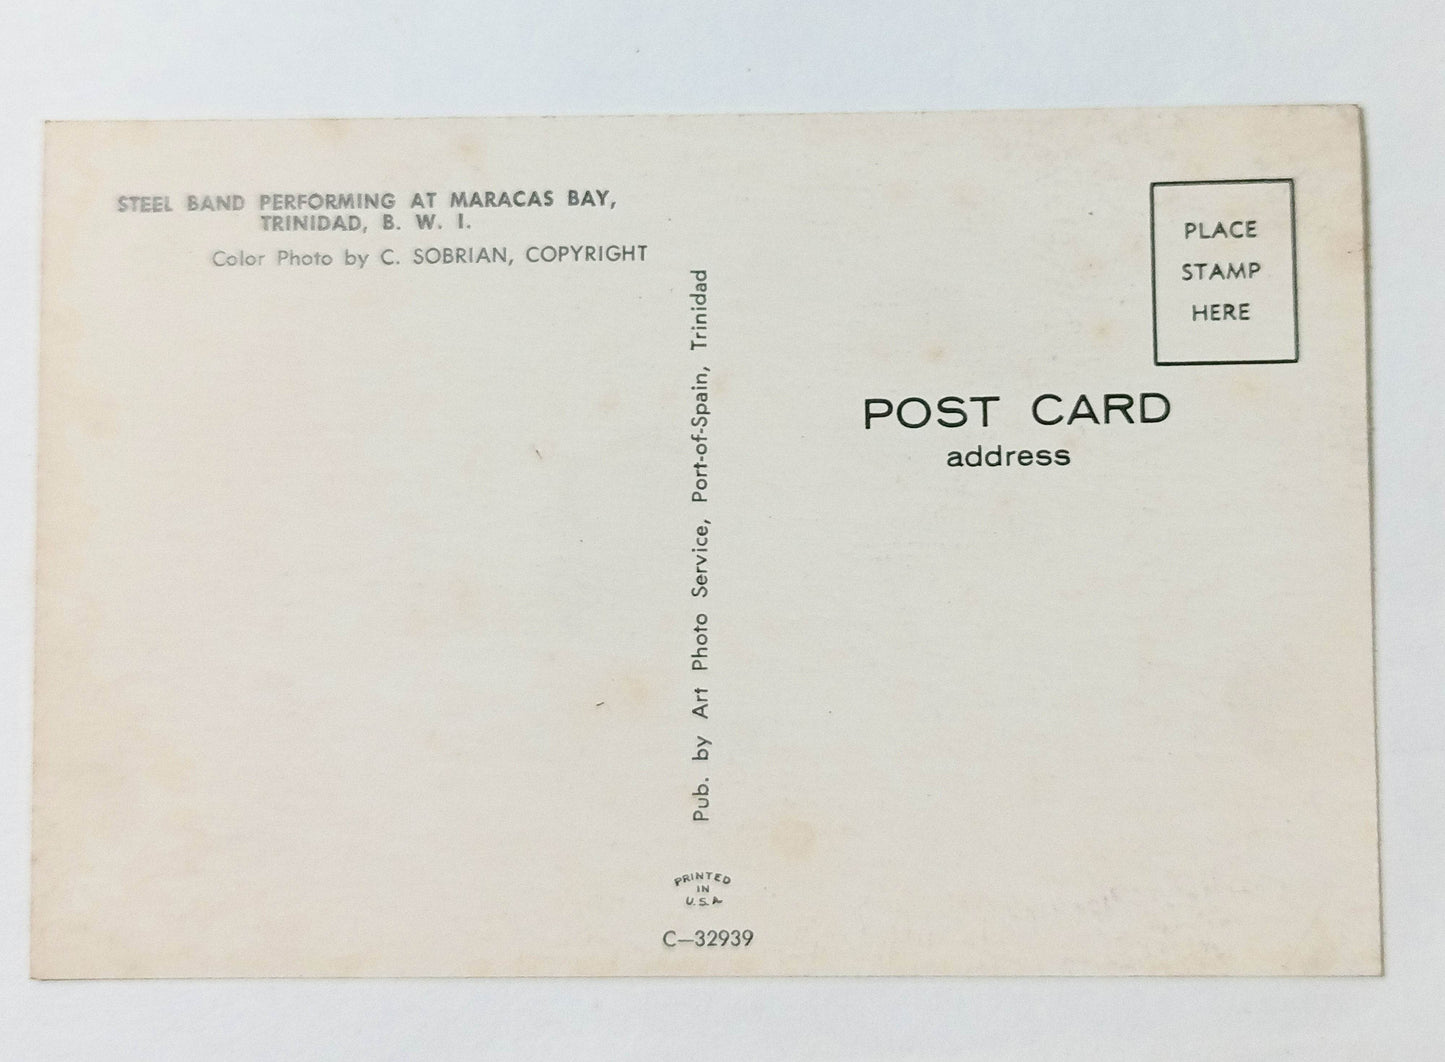 STEEL BAND PERFORMING AT MARACAS BAY,
TRINIDAD, B. W. I.
Color Photo by C. SOBRIAN, COPYRIGHT
Pub. by Art Photo Service, Port-of-Spain, Trinidad
PRINTED
IN
U.S.A
C—32939
PLACE
STAMP
HERE
POST CARD
address